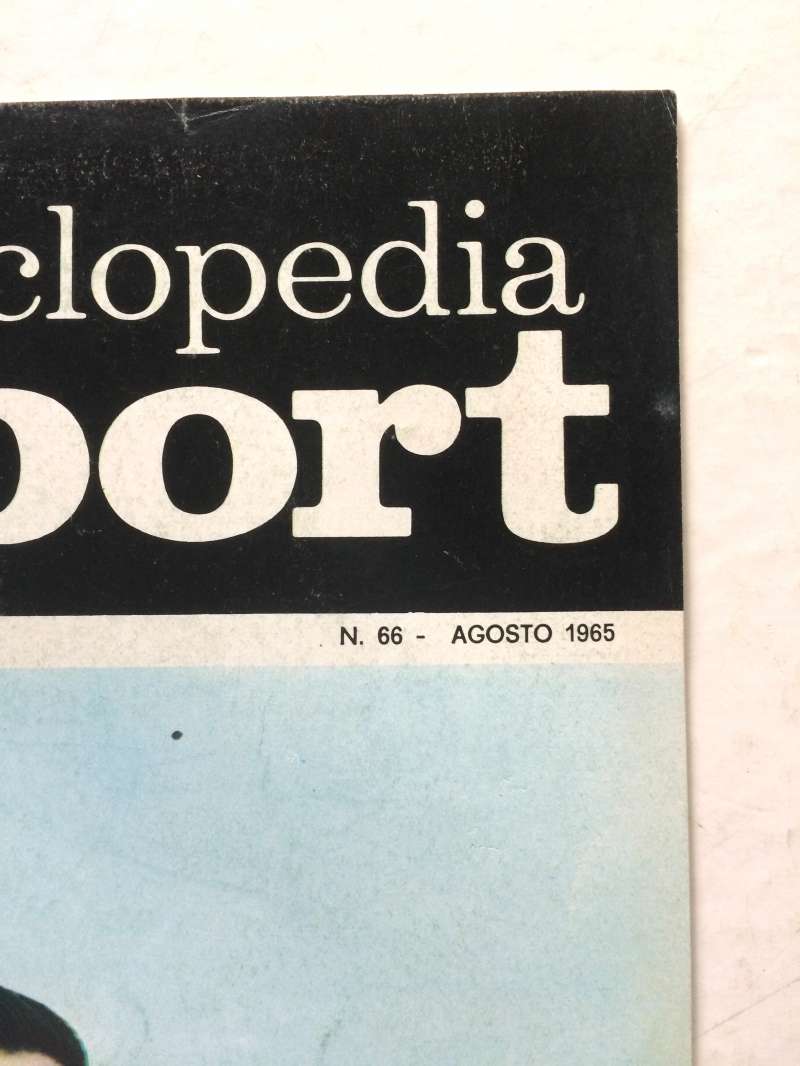 clopedia
port
N. 66 - AGOSTO 1965